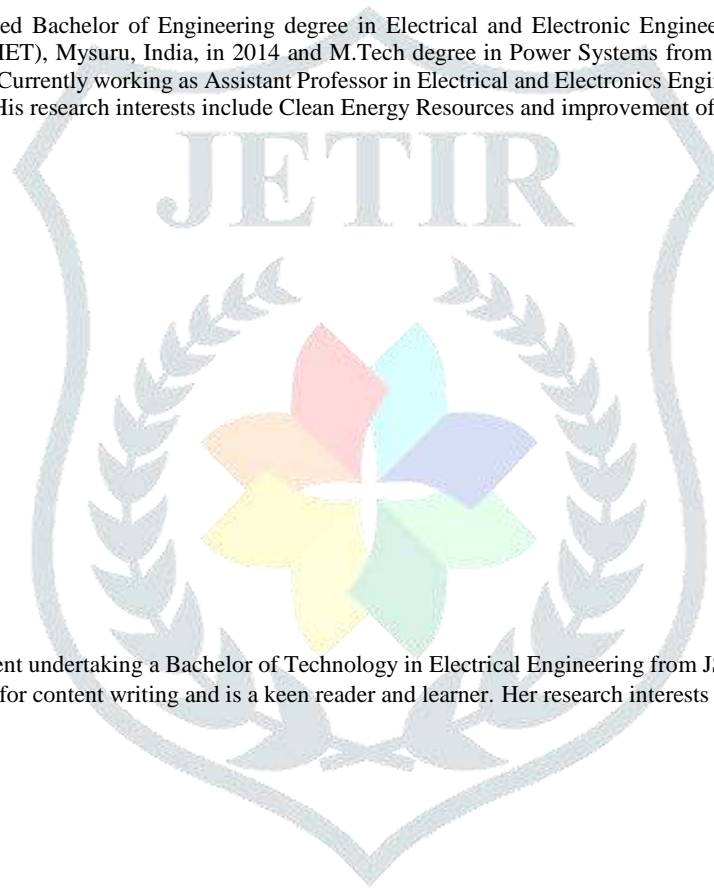 ed Bachelor of Engineering degree in Electrical and Electronic Enginee
IET), Mysuru, India, in 2014 and M.Tech degree in Power Systems from
Currently working as Assistant Professor in Electrical and Electronics Engi
His research interests include Clean Energy Resources and improvement of
JETIR
ent undertaking a Bachelor of Technology in Electrical Engineering from
for content writing and is a keen reader and learner. Her research interests